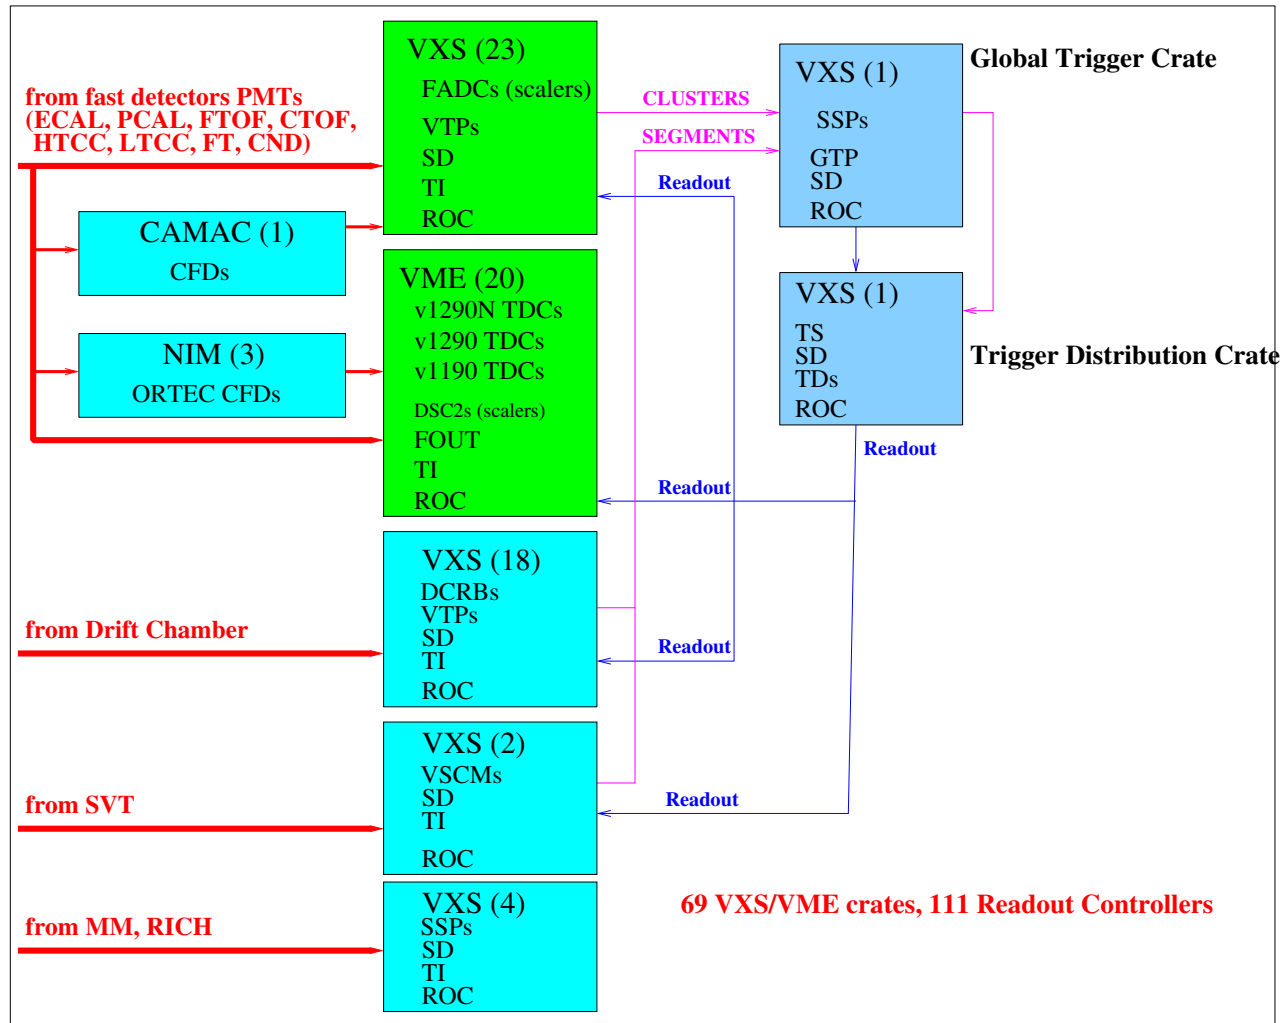 from fast detectors PMTs
(ECAL, PCAL, FTOF, CTOF,
HTCC, LTCC, FT, CND)
CAMAC (1)
CFDs
NIM (3)
ORTEC CFDs
from Drift Chamber
from SVT
from MM, RICH
VXS (23)
FADCs (scalers)
VTPs
SD
TI
ROC
VME (20)
v1290N TDCs
v1290 TDCs
v1190 TDCs
DSC2s (scalers)
FOUT
TI
ROC
VXS (18)
DCRBs
VTPs
SD
TI
ROC
VXS (2)
VSCMs
SD
TI
ROC
VXS (4)
SSPs
SD
TI
ROC
CLUSTERS
SEGMENTS
Readout
Readout
Readout
Readout
VXS (1)
SSPs
GTP
SD
ROC
Global Trigger Crate
VXS (1)
TS
SD
TDs
ROC
Trigger Distribution Crate
Readout
69 VXS/VME crates, 111 Readout Controllers